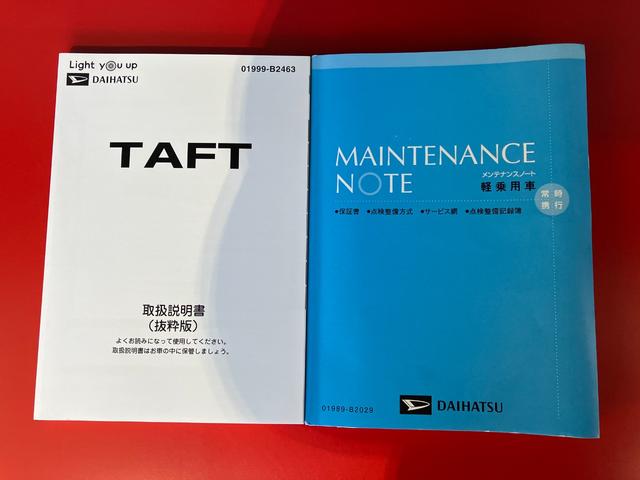 Light you up
DAIHATSU
01999-B2463
TAFT
取扱説明書
（抜粋版）
よくお読みになって使用してください。
取扱説明書はお車の中に保管しましょう。
MAINTENANCE
NOTE
メンテナンスノート
軽乗用車
常時
携行
●保証書 ●点検整備方式 ●サービス網 ●点検整備記録簿
01989-B2029
DAIHATSU